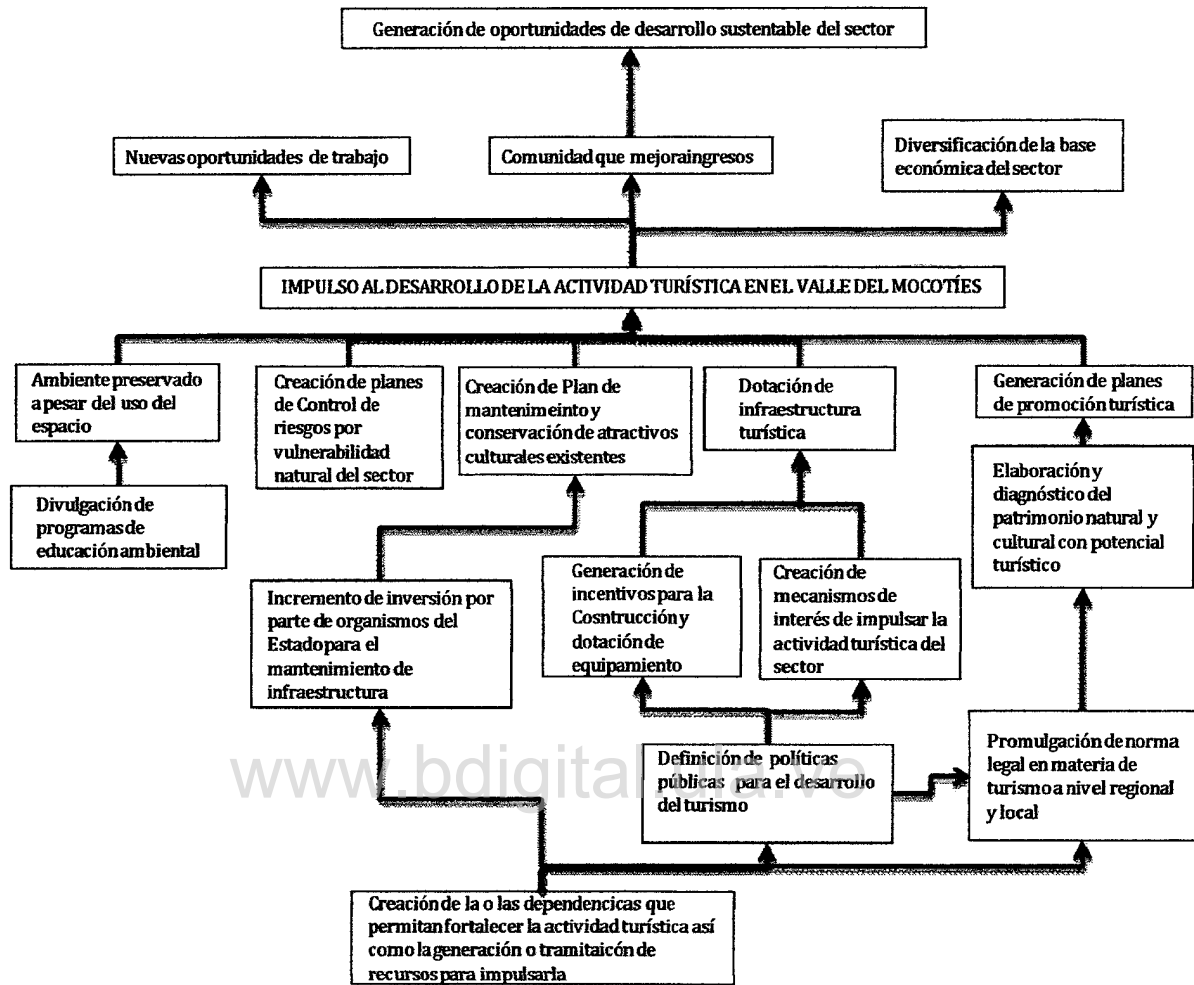 Generación de oportunidades de desarrollo sustentable del sector
Nuevas oportunidades de trabajo
Comunidad que mejoraingresos
Diversificación de la base
económica del sector
IMPULSO AL DESARROLLO DE LA ACTIVIDAD TURÍSTICA EN EL VALLE DEL MOCOTÍES
Ambiente preservado
a pesar del uso del
espacio
Creación de planes
de Control de
riesgos por
vulnerabilidad
natural del sector
Creación de Plan de
mantenimeinto y
conservación de atractivos
culturales existentes
Dotación de
infraestructura
turística
Generación de planes
de promoción turística
Divulgación de
programas de
educación ambiental
Elaboración y
diagnóstico del
patrimonio natural y
cultural con potencial
turístico
Incremento de inversión por
parte de organismos del
Estado para el
mantenimiento de
infraestructura
Generación de
incentivos para la
Cosntrucción y
dotación de
equipamiento
Creación de
mecanismos de
interés de impulsar la
actividad turística del
sector
Definición de políticas
públicas para el desarrollo
del turismo
Promulgación de norma
legal en materia de
turismo a nivel regional
y local
www.bdigital.ula.ve
Creación de la o las dependencicas que
permitan fortalecer la actividad turística así
como la generación o tramitaicón de
recursos para impulsarla